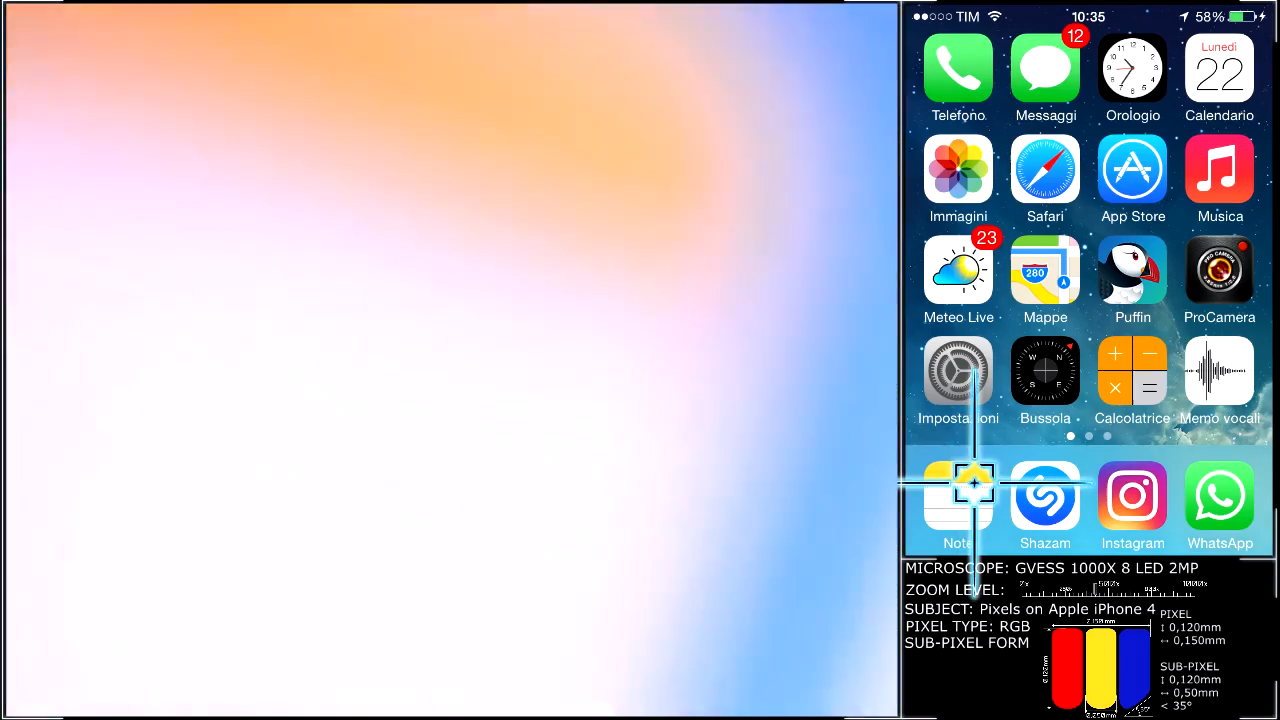 TIM 10:35 58%
12
Lunedì
22
Telefono Messaggi Orologio Calendario
Immagini Safari App Store Musica
23
280
PRO CAMERA
Meteo Live Mappe Puffin ProCamera
W N
S E
Bussola Calcolatrice Memo vocali
Note Shazam Instagram WhatsApp
MICROSCOPE: GVESS 1000X 8 LED 2MP
ZOOM LEVEL:
SUBJECT: Pixels on Apple iPhone 4
PIXEL TYPE: RGB
SUB-PIXEL FORM
PIXEL
↕ 0,120mm
↔ 0,150mm
SUB-PIXEL
↕ 0,120mm
↔ 0,50mm
< 35°